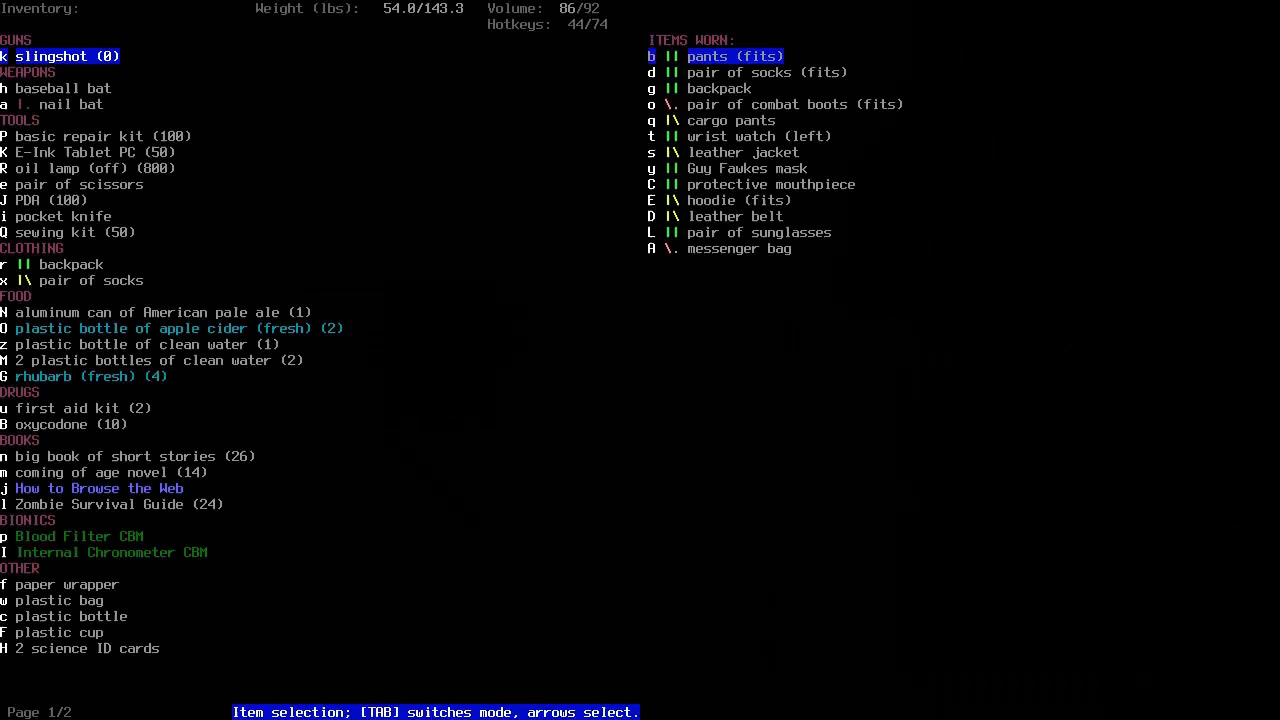 Inventory: Weight (lbs): 54.0/143.3 Volume: 86/92
Hotkeys: 44/74
GUNS
k slingshot (0)
WEAPONS
h baseball bat
a |. nail bat
TOOLS
P basic repair kit (100)
K E-Ink Tablet PC (50)
R oil lamp (off) (800)
e pair of scissors
J PDA (100)
i pocket knife
Q sewing kit (50)
CLOTHING
r || backpack
x |\ pair of socks
FOOD
N aluminum can of American pale ale (1)
O plastic bottle of apple cider (fresh) (2)
z plastic bottle of clean water (1)
M 2 plastic bottles of clean water (2)
G rhubarb (fresh) (4)
DRUGS
u first aid kit (2)
B oxycodone (10)
BOOKS
n big book of short stories (26)
m coming of age novel (14)
j How to Browse the Web
l Zombie Survival Guide (24)
BIONICS
p Blood Filter CBM
I Internal Chronometer CBM
OTHER
f paper wrapper
w plastic bag
c plastic bottle
F plastic cup
H 2 science ID cards
ITEMS WORN:
b || pants (fits)
d || pair of socks (fits)
g || backpack
o \. pair of combat boots (fits)
q |\ cargo pants
t || wrist watch (left)
s |\ leather jacket
y || Guy Fawkes mask
C || protective mouthpiece
E |\ hoodie (fits)
D |\ leather belt
L || pair of sunglasses
A \. messenger bag
Page 1/2 Item selection; [TAB] switches mode, arrows select.